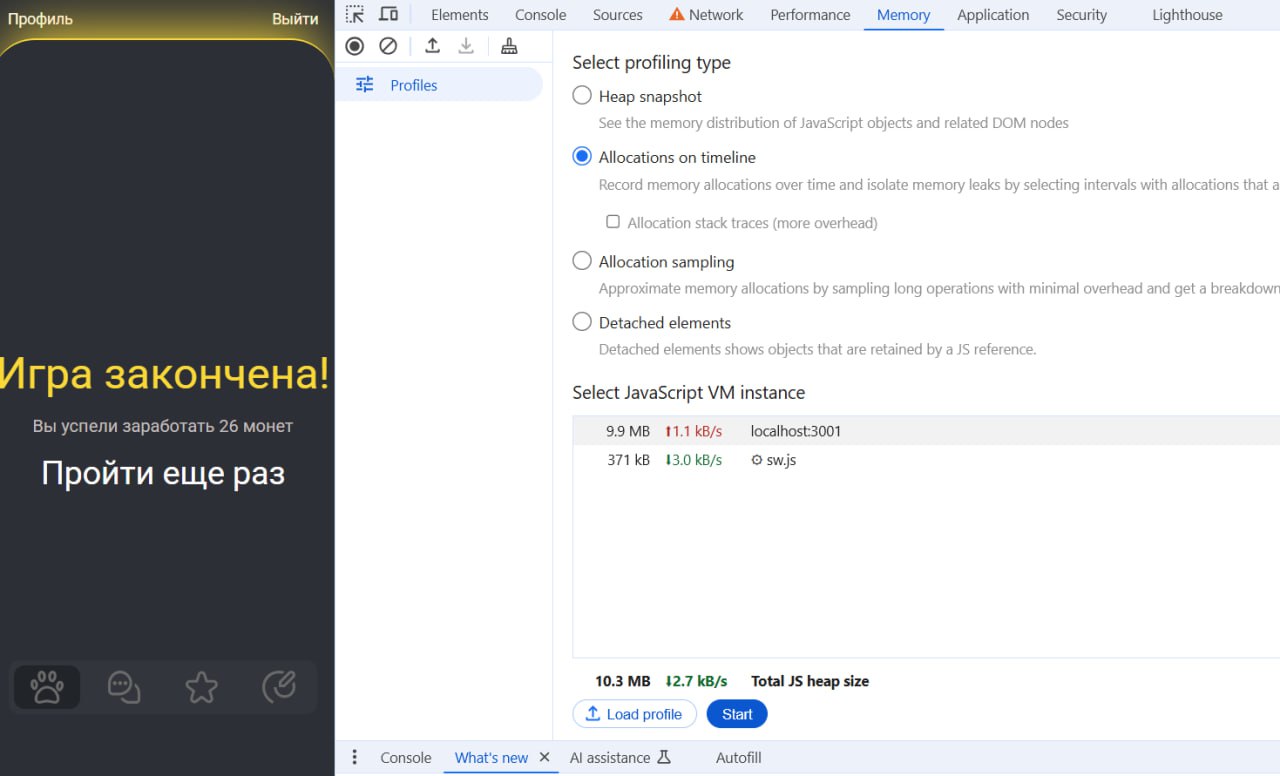 Профиль
Выйти
Игра закончена!
Вы успели заработать 26 монет
Пройти еще раз
Elements
Console
Sources
Network
Performance
Memory
Application
Security
Lighthouse
Profiles
Select profiling type
Heap snapshot
See the memory distribution of JavaScript objects and related DOM nodes
Allocations on timeline
Record memory allocations over time and isolate memory leaks by selecting intervals with allocations that a
Allocation stack traces (more overhead)
Allocation sampling
Approximate memory allocations by sampling long operations with minimal overhead and get a breakdown
Detached elements
Detached elements shows objects that are retained by a JS reference.
Select JavaScript VM instance
9.9 MB ⬆1.1 kB/s localhost:3001
371 kB ⬇3.0 kB/s sw.js
10.3 MB ⬇2.7 kB/s Total JS heap size
Load profile
Start
Console
What's new
AI assistance
Autofill